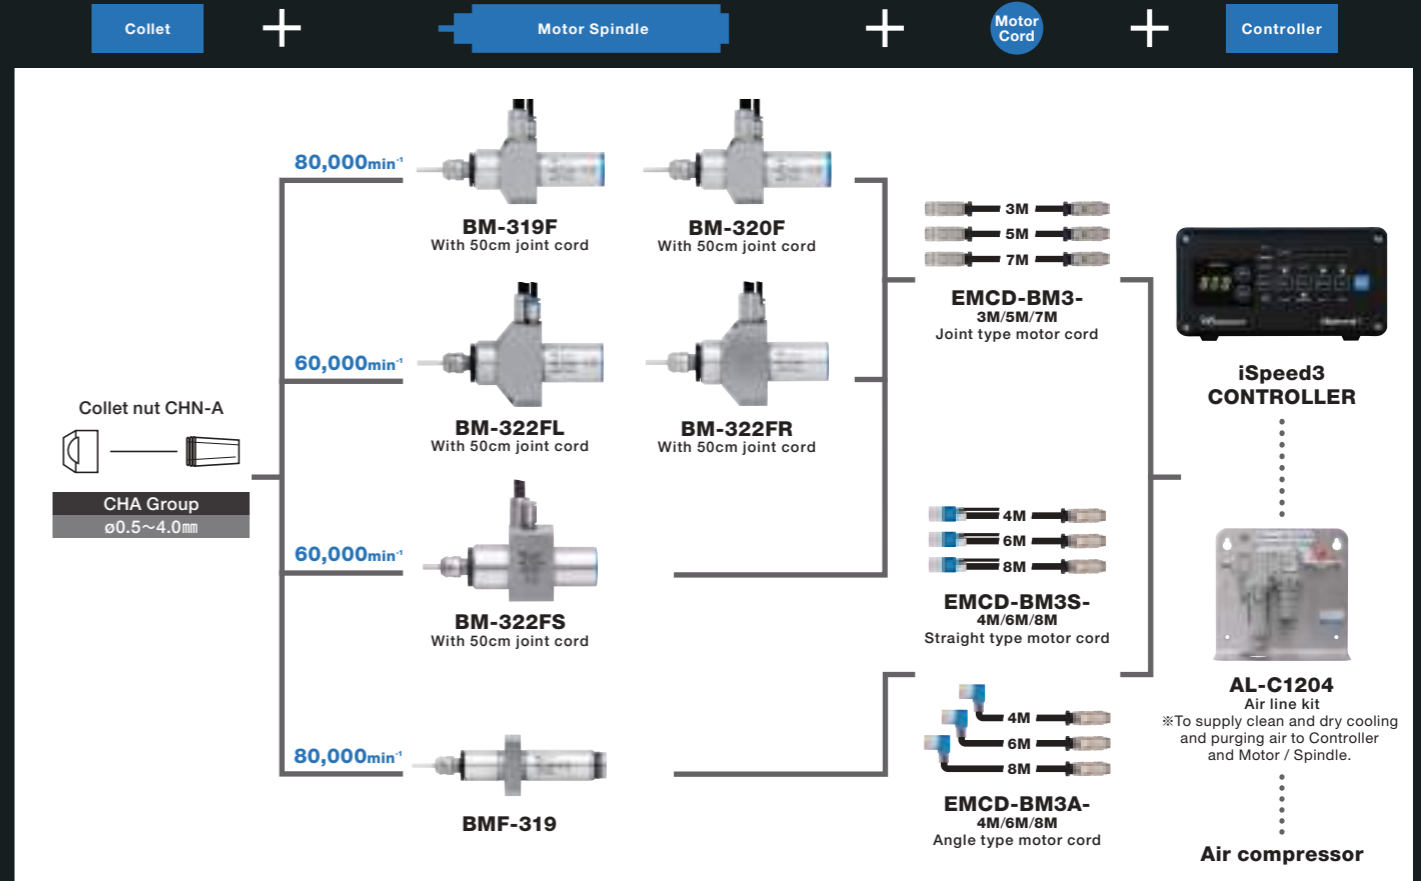 Collet
Motor Spindle
Motor
Cord
Controller
80,000min⁻¹
BM-319F
With 50cm joint cord
BM-320F
With 50cm joint cord
60,000min⁻¹
BM-322FL
With 50cm joint cord
BM-322FR
With 50cm joint cord
Collet nut CHN-A
CHA Group
ø0.5～4.0㎜
60,000min⁻¹
BM-322FS
With 50cm joint cord
80,000min⁻¹
BMF-319
3M
5M
7M
EMCD-BM3-
3M/5M/7M
Joint type motor cord
4M
6M
8M
EMCD-BM3S-
4M/6M/8M
Straight type motor cord
4M
6M
8M
EMCD-BM3A-
4M/6M/8M
Angle type motor cord
iSpeed3
CONTROLLER
AL-C1204
Air line kit
※To supply clean and dry cooling
and purging air to Controller
and Motor / Spindle.
Air compressor